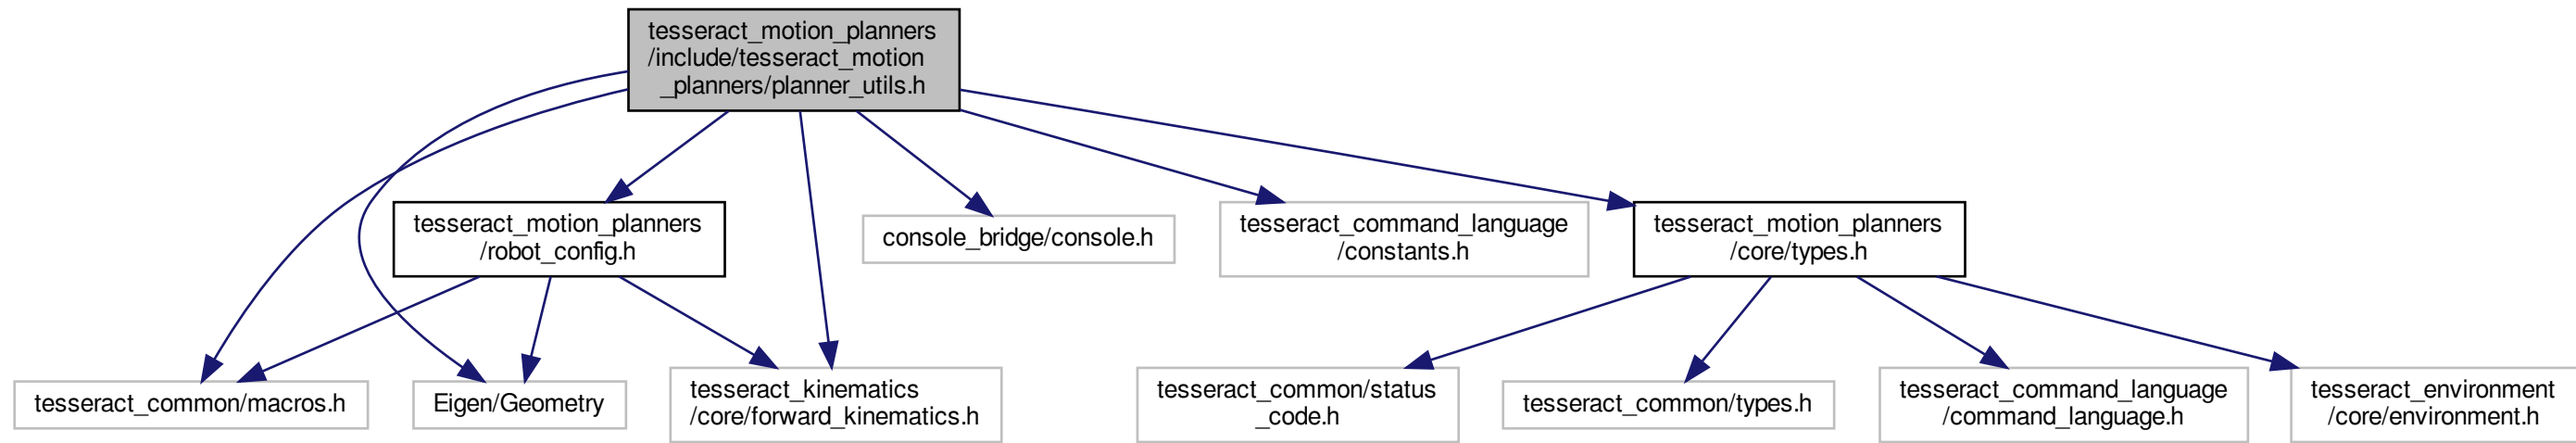 tesseract_motion_planners
/include/tesseract_motion
_planners/planner_utils.h
tesseract_motion_planners
/robot_config.h
console_bridge/console.h
tesseract_command_language
/constants.h
tesseract_motion_planners
/core/types.h
tesseract_common/macros.h
Eigen/Geometry
tesseract_kinematics
/core/forward_kinematics.h
tesseract_common/status
_code.h
tesseract_common/types.h
tesseract_command_language
/command_language.h
tesseract_environment
/core/environment.h